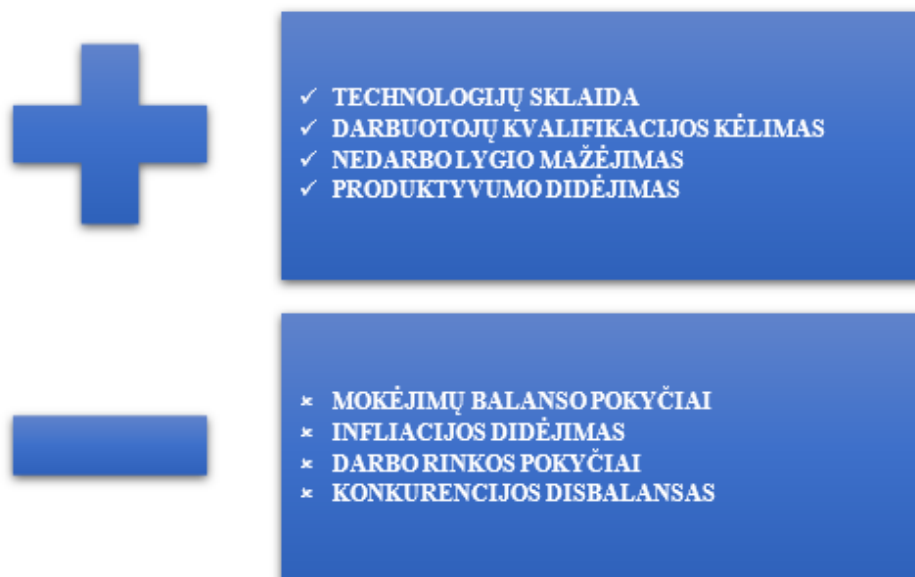 TECHNOLOGIJŲ SKLAIDA
DARBUOTOJŲ KVALIFIKACIJOS KĖLIMAS
NEDARBO LYGIO MAŽĖJIMAS
PRODUKTYVUMO DIDĖJIMAS
MOKĖJIMŲ BALANSO POKYČIAI
INFLIACIJOS DIDĖJIMAS
DARBO RINKOS POKYČIAI
KONKURENCIJOS DISBALANSAS